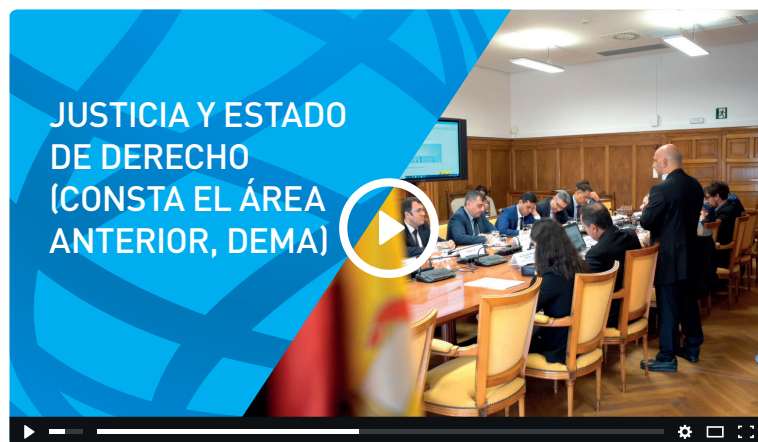 JUSTICIA Y ESTADO
DE DERECHO
(CONSTA EL ÁREA
ANTERIOR, DEMA)